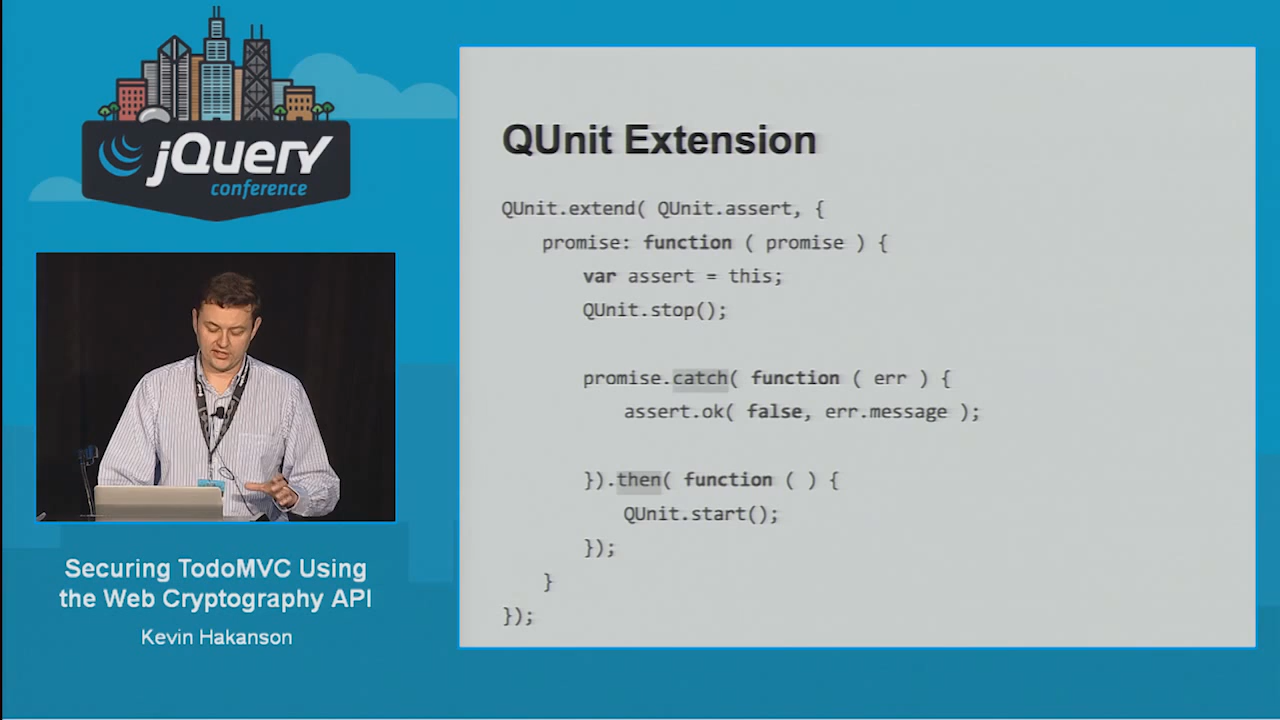 jQuery
conference
Securing TodoMVC Using
the Web Cryptography API
Kevin Hakanson
QUnit Extension
QUnit.extend( QUnit.assert, {
promise: function ( promise ) {
var assert = this;
QUnit.stop();
promise.catch( function ( err ) {
assert.ok( false, err.message );
}).then( function ( ) {
QUnit.start();
});
}
});